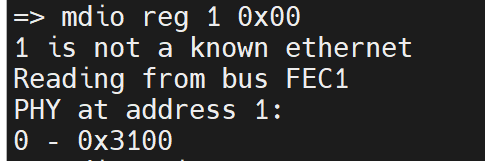 => mdio reg 1 0x00
1 is not a known ethernet
Reading from bus FEC1
PHY at address 1:
0 - 0x3100